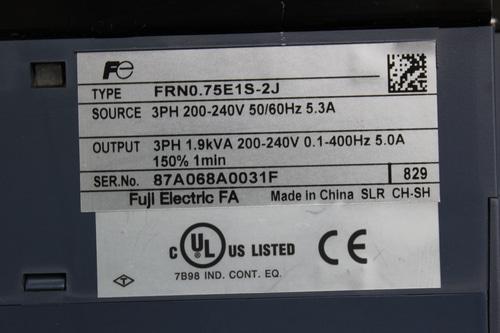 Fe
TYPE FRN0.75E1S-2J
SOURCE 3PH 200-240V 50/60Hz 5.3A
OUTPUT 3PH 1.9kVA 200-240V 0.1-400Hz 5.0A
150% 1min
SER.No. 87A068A0031F 829
Fuji Electric FA Made in China SLR CH-SH
C UL US LISTED CE
7B98 IND. CONT. EQ.
T